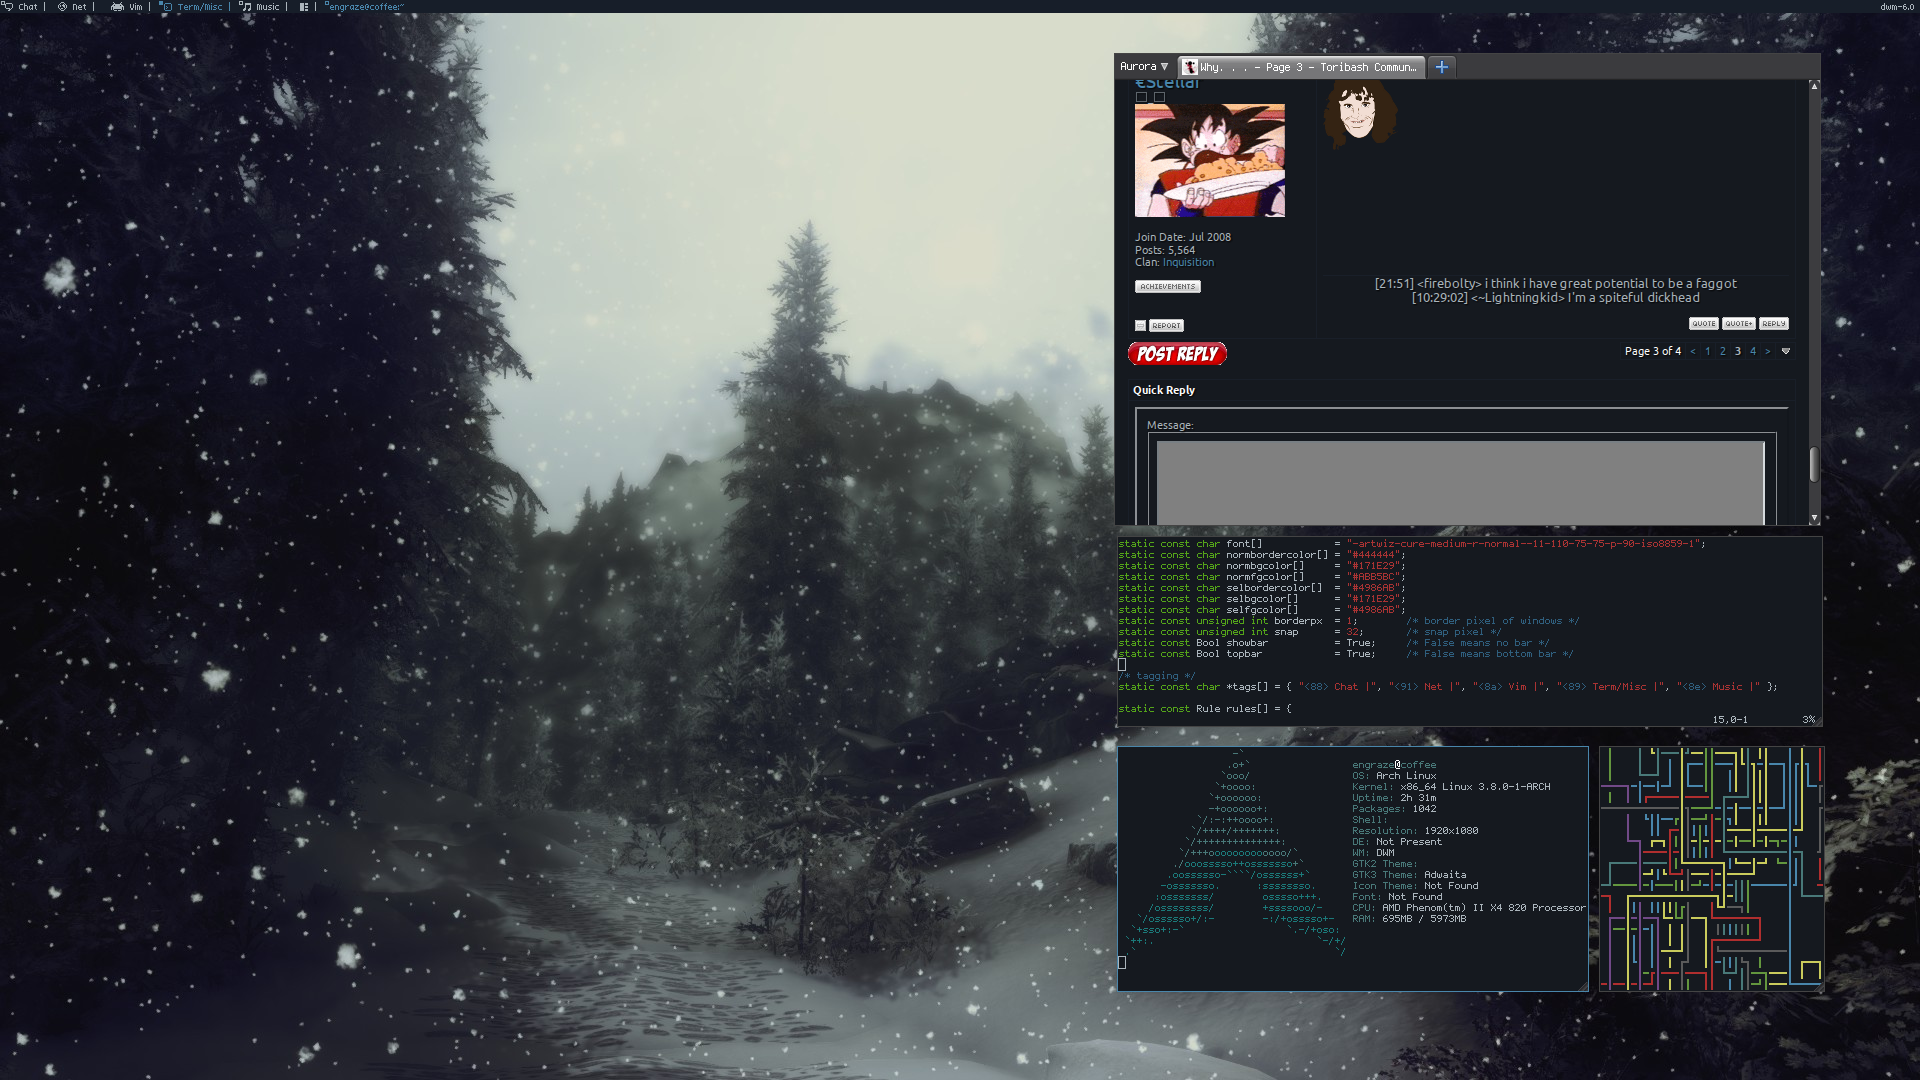 Chat | Net | Vim | Term/Misc | Music | | engraze@coffee:~ dwm-6.0
Aurora Why. . . - Page 3 - Toribash Commun...
€Stellar
Join Date: Jul 2008
Posts: 5,564
Clan: Inquisition
ACHIEVEMENTS
[21:51] <firebolty> i think i have great potential to be a faggot
[10:29:02] <~Lightningkid> I'm a spiteful dickhead
REPORT
QUOTE QUOTE+ REPLY
POST REPLY
Page 3 of 4 < 1 2 3 4 >
Quick Reply
Message:
static const char font[] = "-artwiz-cure-medium-r-normal--11-110-75-75-p-90-iso8859-1";
static const char normbordercolor[] = "#444444";
static const char normbgcolor[] = "#171E29";
static const char normfgcolor[] = "#ABB5BC";
static const char selbordercolor[] = "#4986AB";
static const char selbgcolor[] = "#171E29";
static const char selfgcolor[] = "#4986AB";
static const unsigned int borderpx = 1; /* border pixel of windows */
static const unsigned int snap = 32; /* snap pixel */
static const Bool showbar = True; /* False means no bar */
static const Bool topbar = True; /* False means bottom bar */
/* tagging */
static const char *tags[] = { "<88> Chat |", "<91> Net |", "<8a> Vim |", "<89> Term/Misc |", "<8e> Music |" };
static const Rule rules[] = {
15,0-1 3%
engraze@coffee
OS: Arch Linux
Kernel: x86_64 Linux 3.8.0-1-ARCH
Uptime: 2h 31m
Packages: 1042
Shell:
Resolution: 1920x1080
DE: Not Present
WM: DWM
GTK2 Theme:
GTK3 Theme: Adwaita
Icon Theme: Not Found
Font: Not Found
CPU: AMD Phenom(tm) II X4 820 Processor
RAM: 695MB / 5973MB